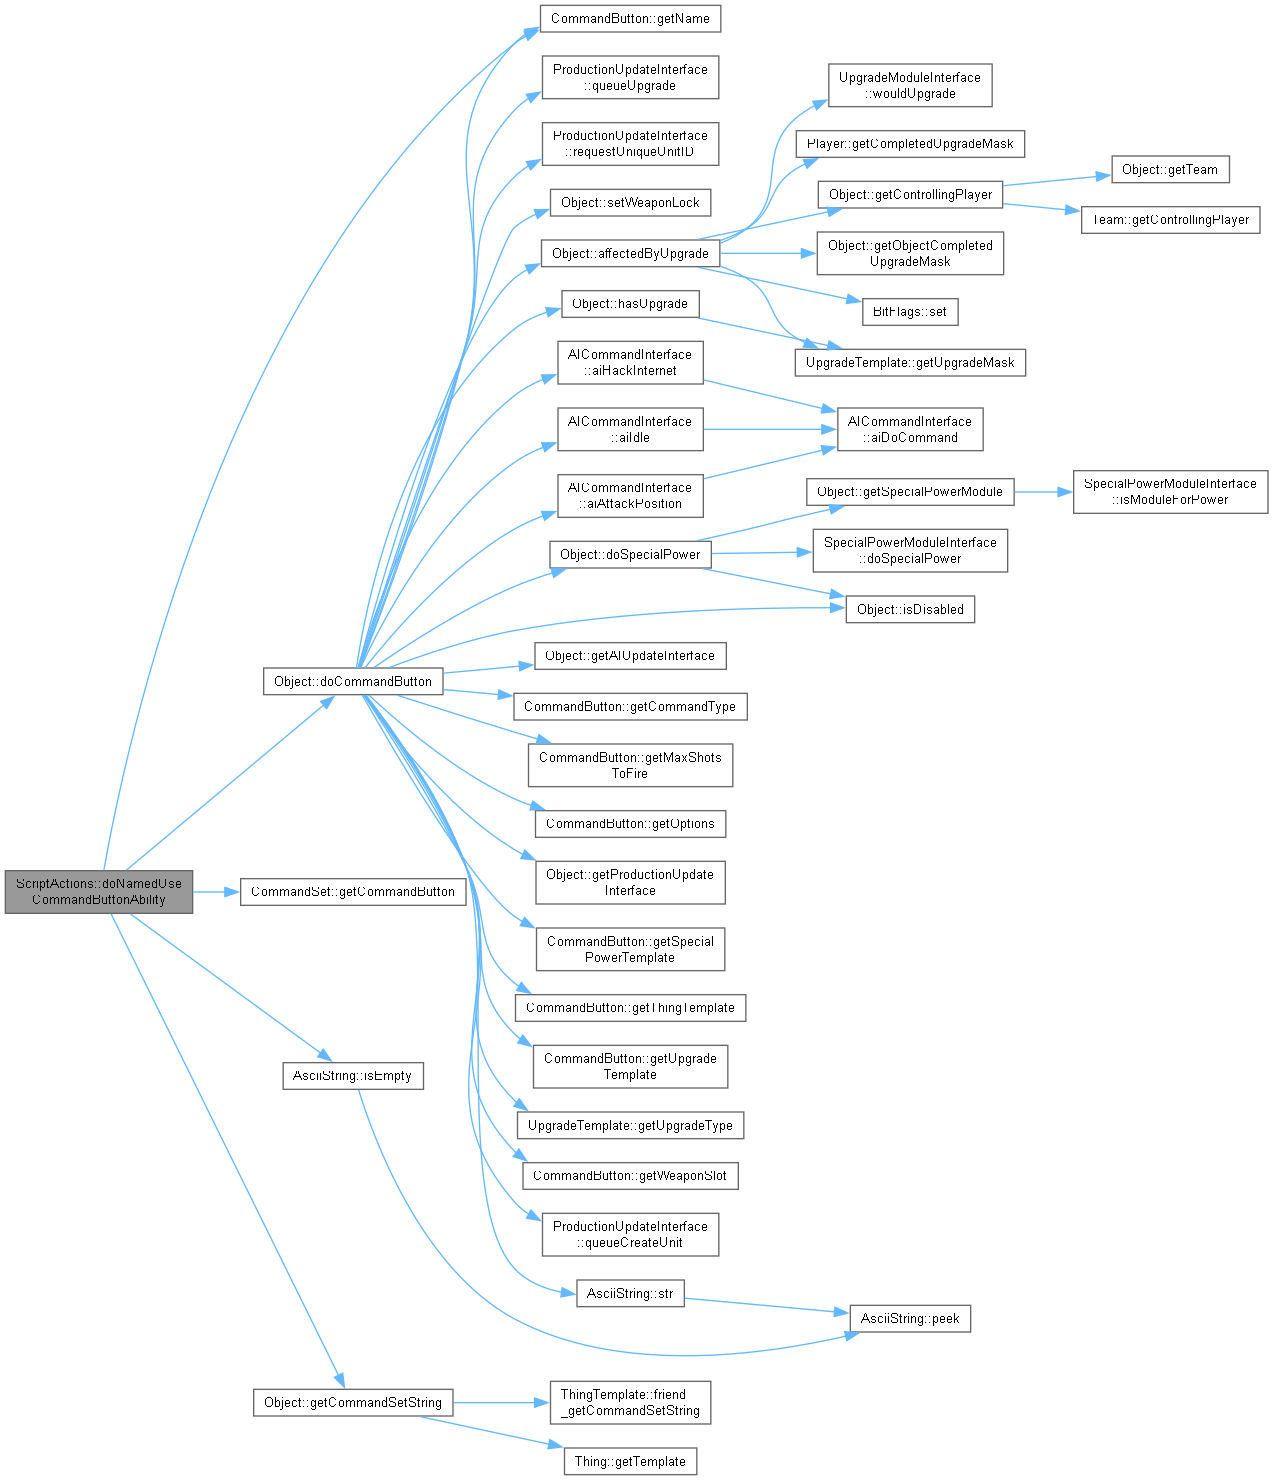 CommandButton::getName
ProductionUpdateInterface
::queueUpgrade
UpgradeModuleInterface
::wouldUpgrade
ProductionUpdateInterface
::requestUniqueUnitID
Player::getCompletedUpgradeMask
Object::getTeam
Object::getControllingPlayer
Object::setWeaponLock
Team::getControllingPlayer
Object::affectedByUpgrade
Object::getObjectCompleted
UpgradeMask
Object::hasUpgrade
BitFlags::set
AICommandInterface
::aiHackInternet
UpgradeTemplate::getUpgradeMask
AICommandInterface
::aiIdle
AICommandInterface
::aiDoCommand
AICommandInterface
::aiAttackPosition
Object::getSpecialPowerModule
SpecialPowerModuleInterface
::isModuleForPower
Object::doSpecialPower
SpecialPowerModuleInterface
::doSpecialPower
Object::isDisabled
Object::getAIUpdateInterface
Object::doCommandButton
CommandButton::getCommandType
CommandButton::getMaxShots
ToFire
CommandButton::getOptions
ScriptActions::doNamedUse
CommandButtonAbility
CommandSet::getCommandButton
Object::getProductionUpdate
Interface
CommandButton::getSpecial
PowerTemplate
CommandButton::getThingTemplate
AsciiString::isEmpty
CommandButton::getUpgrade
Template
UpgradeTemplate::getUpgradeType
CommandButton::getWeaponSlot
ProductionUpdateInterface
::queueCreateUnit
AsciiString::str
AsciiString::peek
Object::getCommandSetString
ThingTemplate::friend
_getCommandSetString
Thing::getTemplate